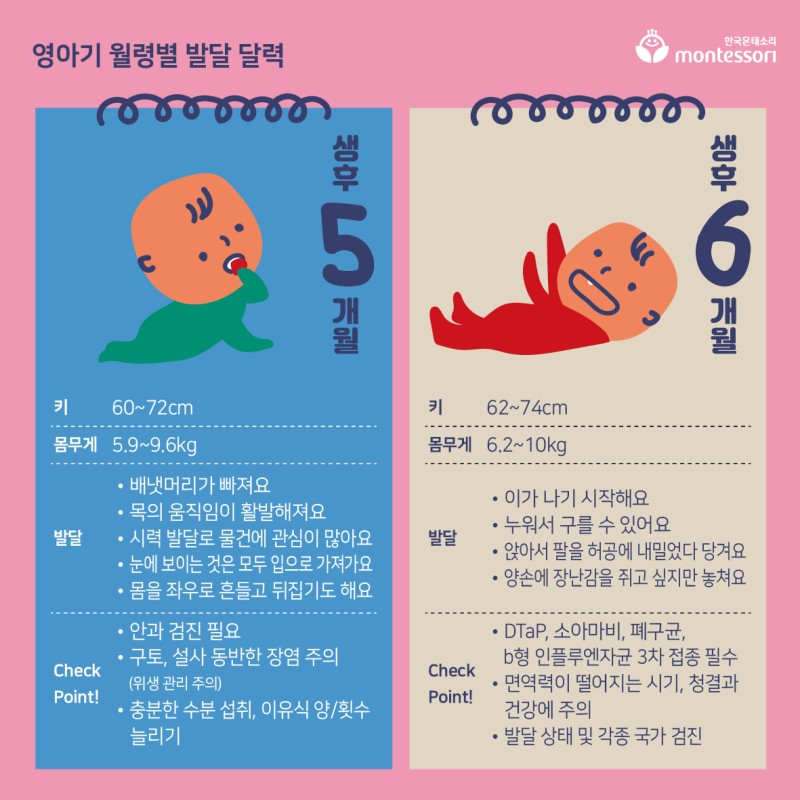 영아기 월령별 발달 달력
한국몬테소리
montessori
생후
5
개월
키 60~72cm
몸무게 5.9~9.6kg
발달
• 배냇머리가 빠져요
• 목의 움직임이 활발해져요
• 시력 발달로 물건에 관심이 많아요
• 눈에 보이는 것은 모두 입으로 가져가요
• 몸을 좌우로 흔들고 뒤집기도 해요
Check
Point!
• 안과 검진 필요
• 구토, 설사 동반한 장염 주의
(위생 관리 주의)
• 충분한 수분 섭취, 이유식 양/횟수
늘리기
생후
6
개월
키 62~74cm
몸무게 6.2~10kg
발달
• 이가 나기 시작해요
• 누워서 구를 수 있어요
• 앉아서 팔을 허공에 내밀었다 당겨요
• 양손에 장난감을 쥐고 싶지만 놓쳐요
Check
Point!
• DTaP, 소아마비, 폐구균,
b형 인플루엔자균 3차 접종 필수
• 면역력이 떨어지는 시기, 청결과
건강에 주의
• 발달 상태 및 각종 국가 검진